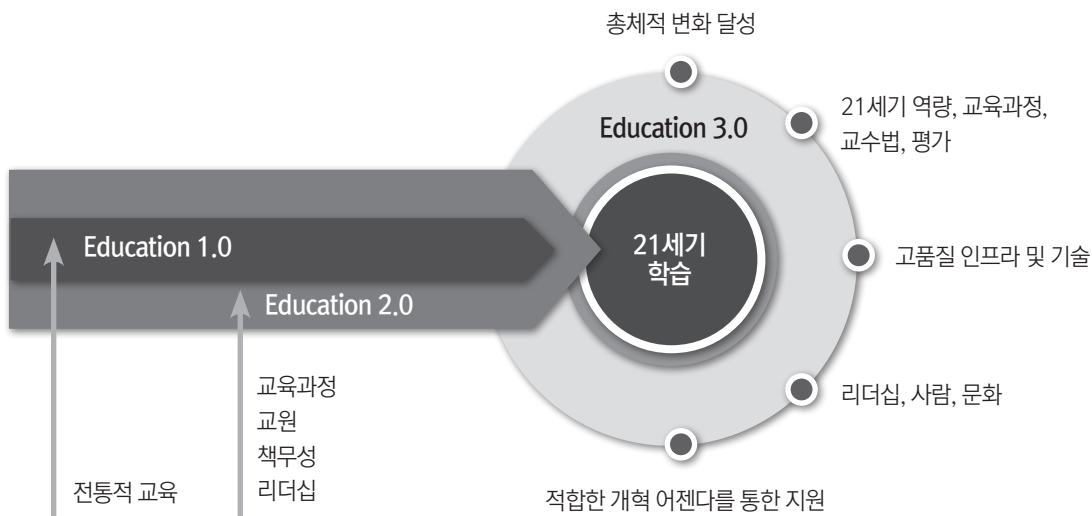 총체적 변화 달성
Education 3.0
21세기 역량, 교육과정,
교수법, 평가
Education 1.0
21세기
학습
고품질 인프라 및 기술
Education 2.0
교육과정
교원
책무성
리더십
리더십, 사람, 문화
전통적 교육
적합한 개혁 어젠다를 통한 지원